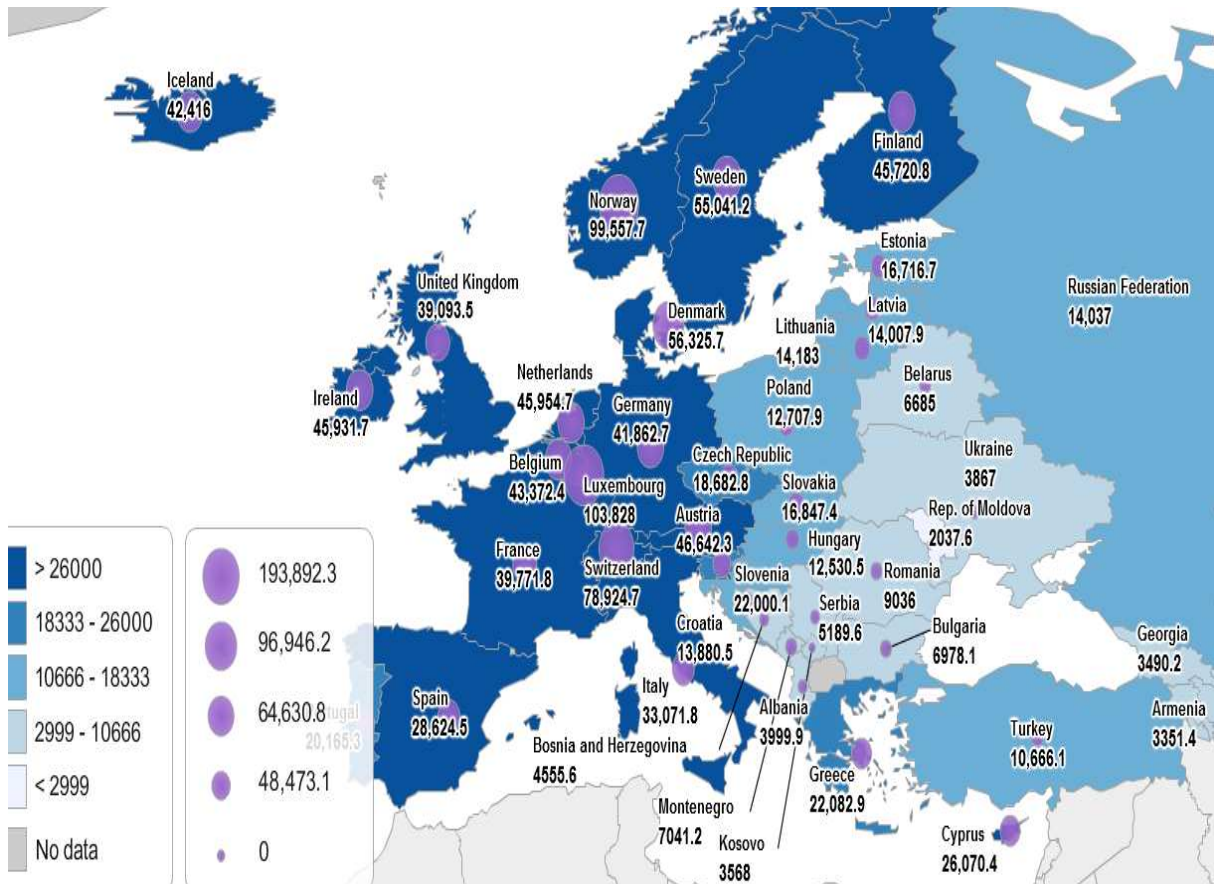 Iceland
42,416
Finland
45,720.8
Sweden
55,041.2
Norway
99,557.7
Estonia
16,716.7
United Kingdom
39,093.5
Russian Federation
14,037
Denmark
56,325.7
Latvia
14,007.9
Lithuania
14,183
Netherlands
45,954.7
Belarus
6685
Ireland
45,931.7
Germany
41,862.7
Poland
12,707.9
Ukraine
3867
Belgium
43,372.4
Czech Republic
18,682.8
Luxembourg
103,828
Slovakia
16,847.4
Rep. of Moldova
2037.6
Austria
46,642.3
Hungary
12,530.5
France
39,771.8
Switzerland
78,924.7
Slovenia
22,000.1
Romania
9036
Serbia
5189.6
Croatia
13,880.5
Bulgaria
6978.1
Georgia
3490.2
Spain
28,624.5
Italy
33,071.8
Albania
3999.9
Armenia
3351.4
Turkey
10,666.1
Bosnia and Herzegovina
4555.6
Greece
22,082.9
Montenegro
7041.2
Kosovo
3568
Cyprus
26,070.4
tugal
20,165.3
> 26000
18333 - 26000
10666 - 18333
2999 - 10666
< 2999
No data
193,892.3
96,946.2
64,630.8
48,473.1
0